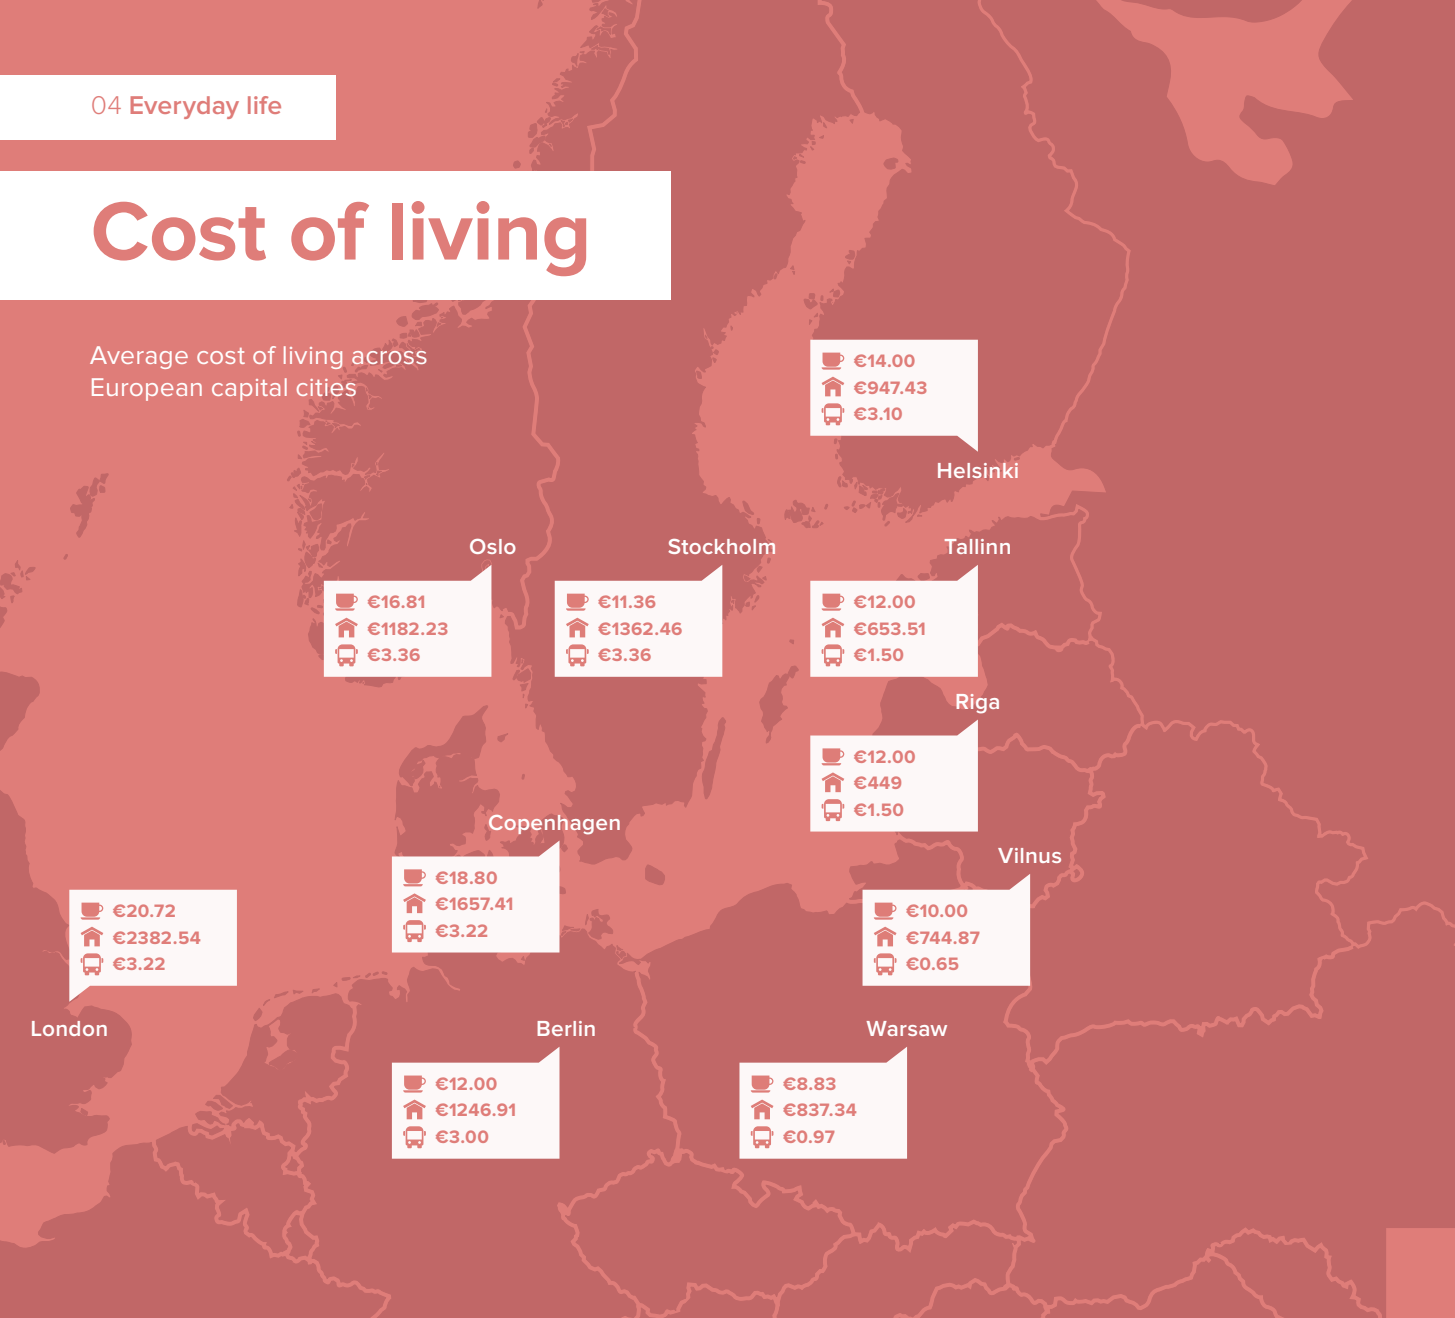 04 Everyday life
Cost of living
Average cost of living across
European capital cities
€14.00
€947.43
€3.10
Helsinki
Oslo
€16.81
€1182.23
€3.36
Stockholm
€11.36
€1362.46
€3.36
Tallinn
€12.00
€653.51
€1.50
Riga
€12.00
€449
€1.50
Copenhagen
€18.80
€1657.41
€3.22
Vilnus
€10.00
€744.87
€0.65
€20.72
€2382.54
€3.22
London
Berlin
€12.00
€1246.91
€3.00
Warsaw
€8.83
€837.34
€0.97